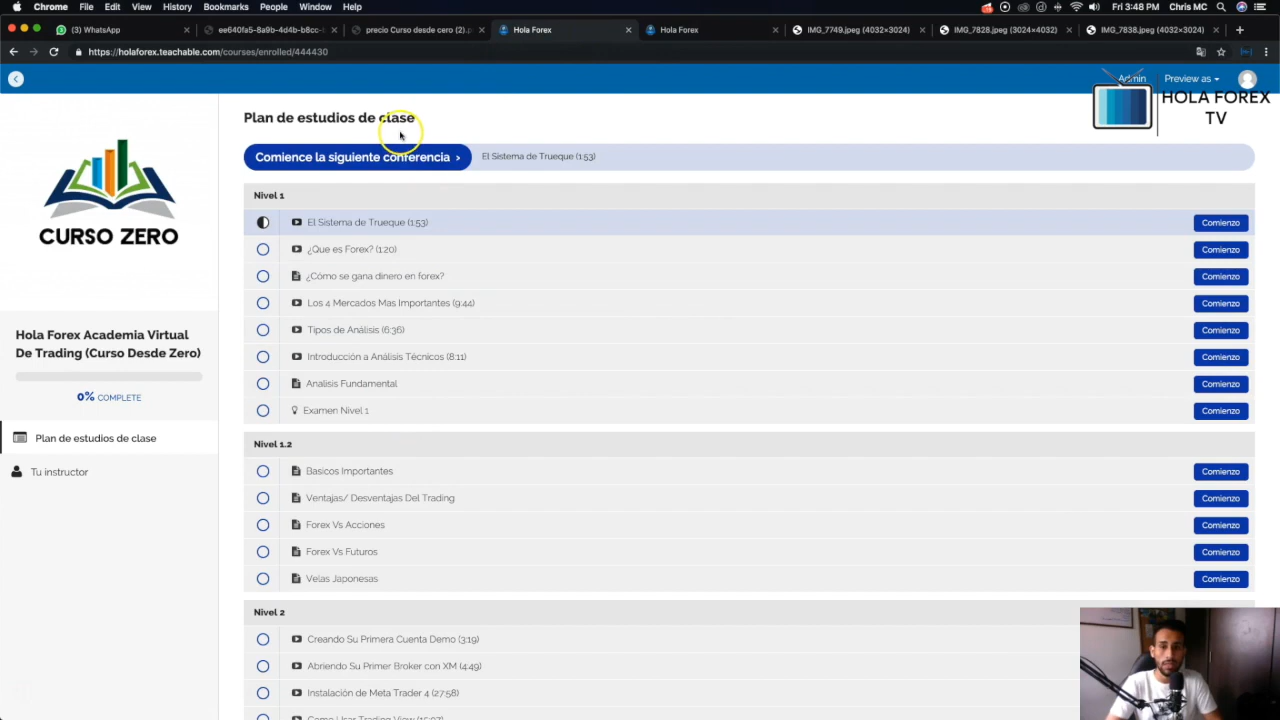 Chrome File Edit View History Bookmarks People Window Help
Fri 3:48 PM Chris MC
(3) WhatsApp
ee640fa5-8a9b-4d4b-b8cc-
precio Curso desde cero (2).p
Hola Forex
Hola Forex
IMG_7749.jpeg (4032×3024)
IMG_7828.jpeg (3024×4032)
IMG_7838.jpeg (4032×3024)
https://holaforex.teachable.com/courses/enrolled/444430
Admin
Preview as
HOLA FOREX
TV
CURSO ZERO
Hola Forex Academia Virtual
De Trading (Curso Desde Zero)
0% COMPLETE
Plan de estudios de clase
Tu instructor
Plan de estudios de clase
Comience la siguiente conferencia › El Sistema de Trueque (1:53)
Nivel 1
El Sistema de Trueque (1:53) Comienzo
¿Que es Forex? (1:20) Comienzo
¿Cómo se gana dinero en forex? Comienzo
Los 4 Mercados Mas Importantes (9:44) Comienzo
Tipos de Análisis (6:36) Comienzo
Introducción a Análisis Técnicos (8:11) Comienzo
Analisis Fundamental Comienzo
Examen Nivel 1 Comienzo
Nivel 1.2
Basicos Importantes Comienzo
Ventajas/ Desventajas Del Trading Comienzo
Forex Vs Acciones Comienzo
Forex Vs Futuros Comienzo
Velas Japonesas Comienzo
Nivel 2
Creando Su Primera Cuenta Demo (3:19)
Abriendo Su Primer Broker con XM (4:49)
Instalación de Meta Trader 4 (27:58)
Como Usar Trading View